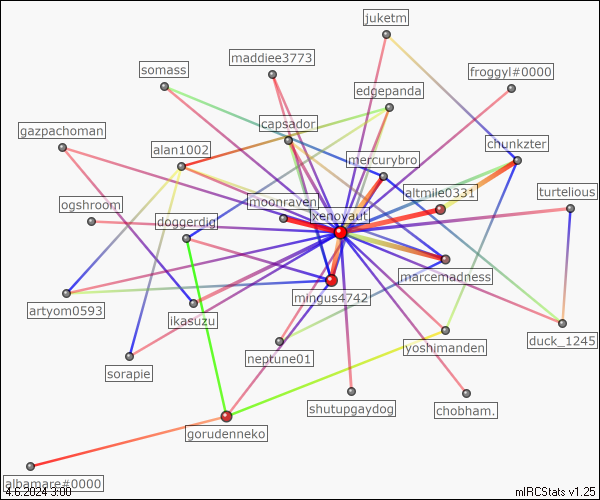 juketm
maddiee3773
somass
froggyl#0000
edgepanda
capsador
gazpachoman
chunkzter
alan1002
mercurybro
altmile0331
turtelious
moonraven
ogshroom
xenoyaut
doggerdig
marcemadness
mingus4742
artyom0593
ikasuzu
duck_1245
yoshimanden
neptune01
sorapie
shutupgaydog
chobham.
gorudenneko
albamare#0000
4.6.2024 3:00
mIRCStats v1.25